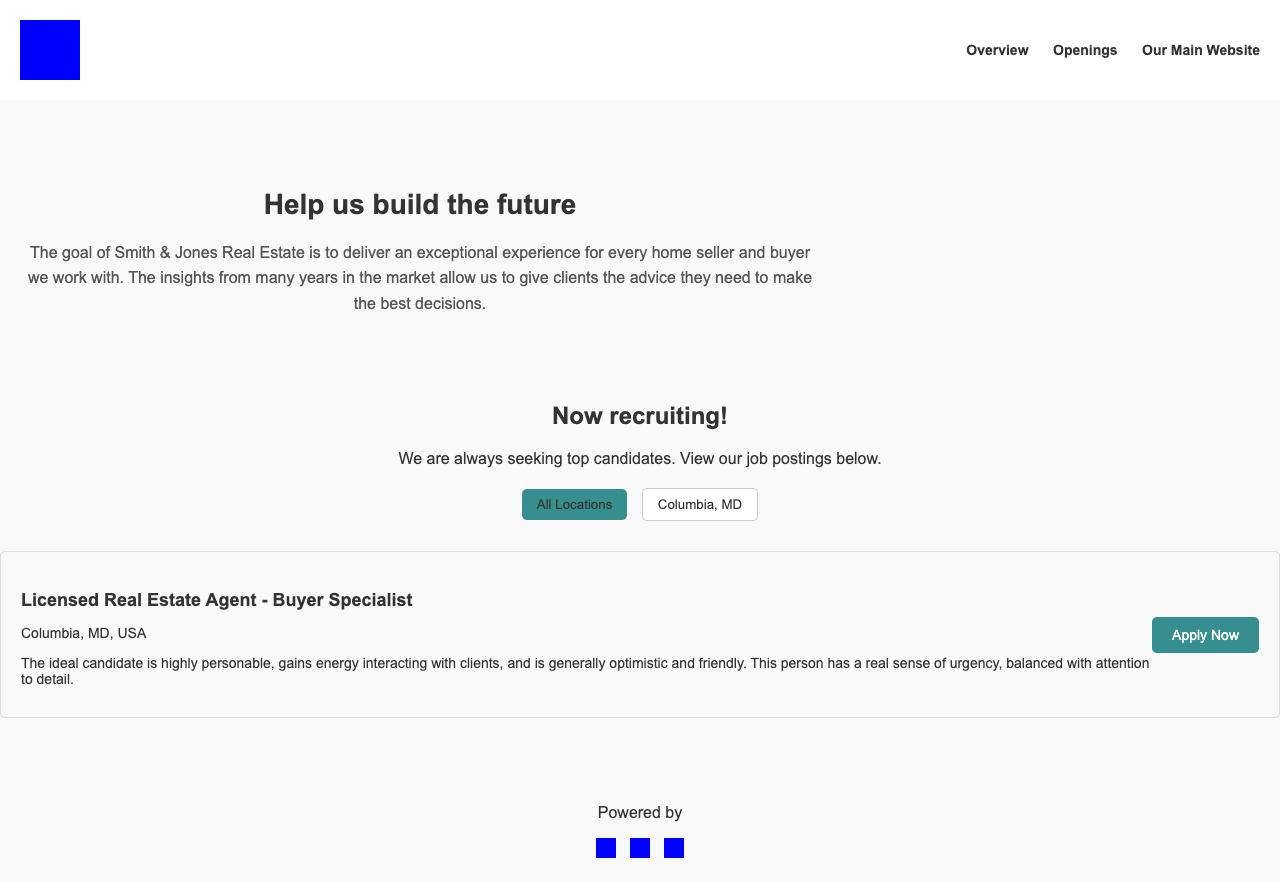 Overview Openings Our Main Website
Help us build the future
The goal of Smith & Jones Real Estate is to deliver an exceptional experience for every home seller and buyer
we work with. The insights from many years in the market allow us to give clients the advice they need to make
the best decisions.
Now recruiting!
We are always seeking top candidates. View our job postings below.
All Locations Columbia, MD
Licensed Real Estate Agent - Buyer Specialist
Columbia, MD, USA
Apply Now
The ideal candidate is highly personable, gains energy interacting with clients, and is generally optimistic and friendly. This person has a real sense of urgency, balanced with attention
to detail.
Powered by